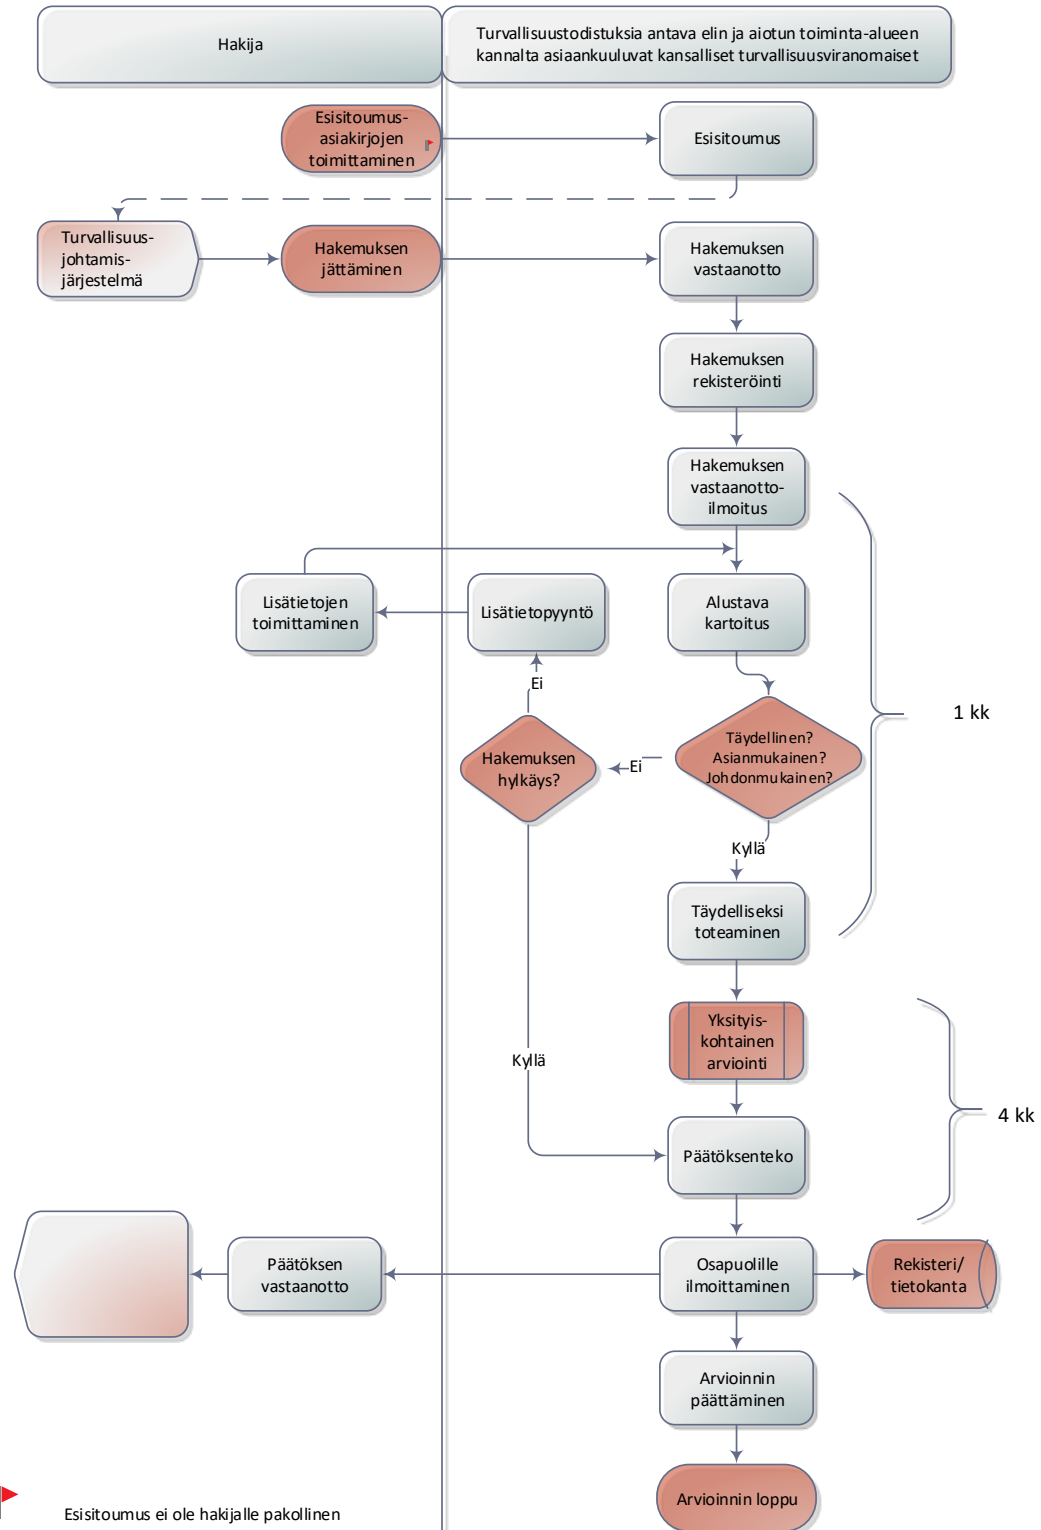 Hakija
Turvallisuustodistuksia antava elin ja aiotun toiminta-alueen
kannalta asiaankuuluvat kansalliset turvallisuusviranomaiset
Esisitoumus-
asiakirjojen
toimittaminen
Esisitoumus
Turvallisuus-
johtamis-
järjestelmä
Hakemuksen
jättäminen
Hakemuksen
vastaanotto
Hakemuksen
rekisteröinti
Hakemuksen
vastaanotto-
ilmoitus
Lisätietojen
toimittaminen
Lisätietopyyntö
Alustava
kartoitus
Ei
1 kk
Hakemuksen
hylkäys?
Ei
Täydellinen?
Asianmukainen?
Johdonmukainen?
Kyllä
Täydelliseksi
toteaminen
Yksityis-
kohtainen
arviointi
Kyllä
4 kk
Päätöksenteko
Päätöksen
vastaanotto
Osapuolille
ilmoittaminen
Rekisteri/
tietokanta
Arvioinnin
päättäminen
Arvioinnin loppu
Esisitoumus ei ole hakijalle pakollinen